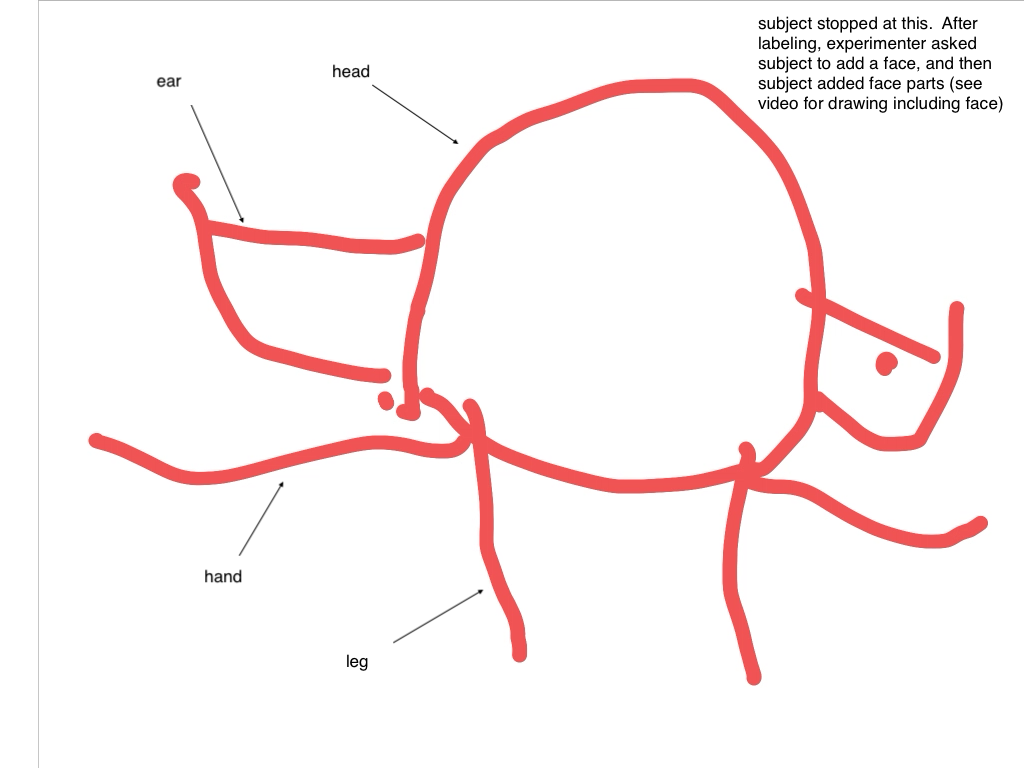 subject stopped at this.  After
labeling, experimenter asked
subject to add a face, and then
subject added face parts (see
video for drawing including face)
head
ear
hand
leg